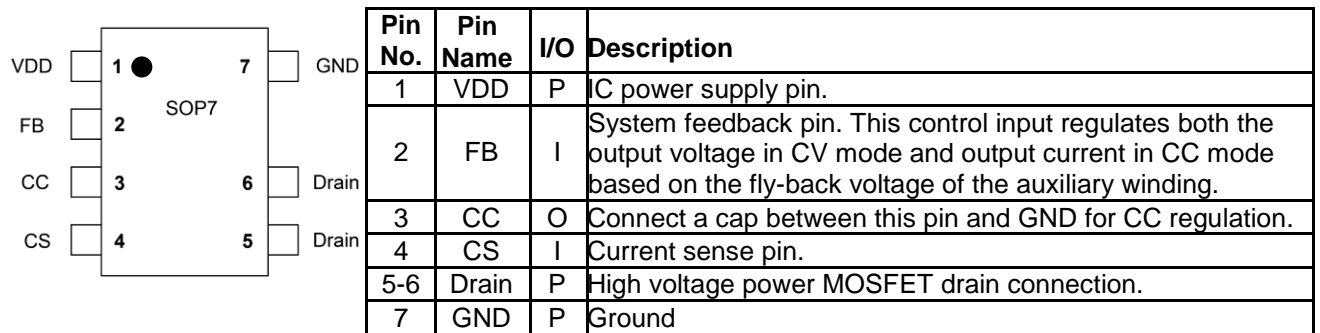 VDD 1 7 GND
SOP7
FB 2
CC 3 6 Drain
CS 4 5 Drain
Pin No. Pin Name I/O Description
1 VDD P IC power supply pin.
2 FB I System feedback pin. This control input regulates both the
output voltage in CV mode and output current in CC mode
based on the fly-back voltage of the auxiliary winding.
3 CC O Connect a cap between this pin and GND for CC regulation.
4 CS I Current sense pin.
5-6 Drain P High voltage power MOSFET drain connection.
7 GND P Ground